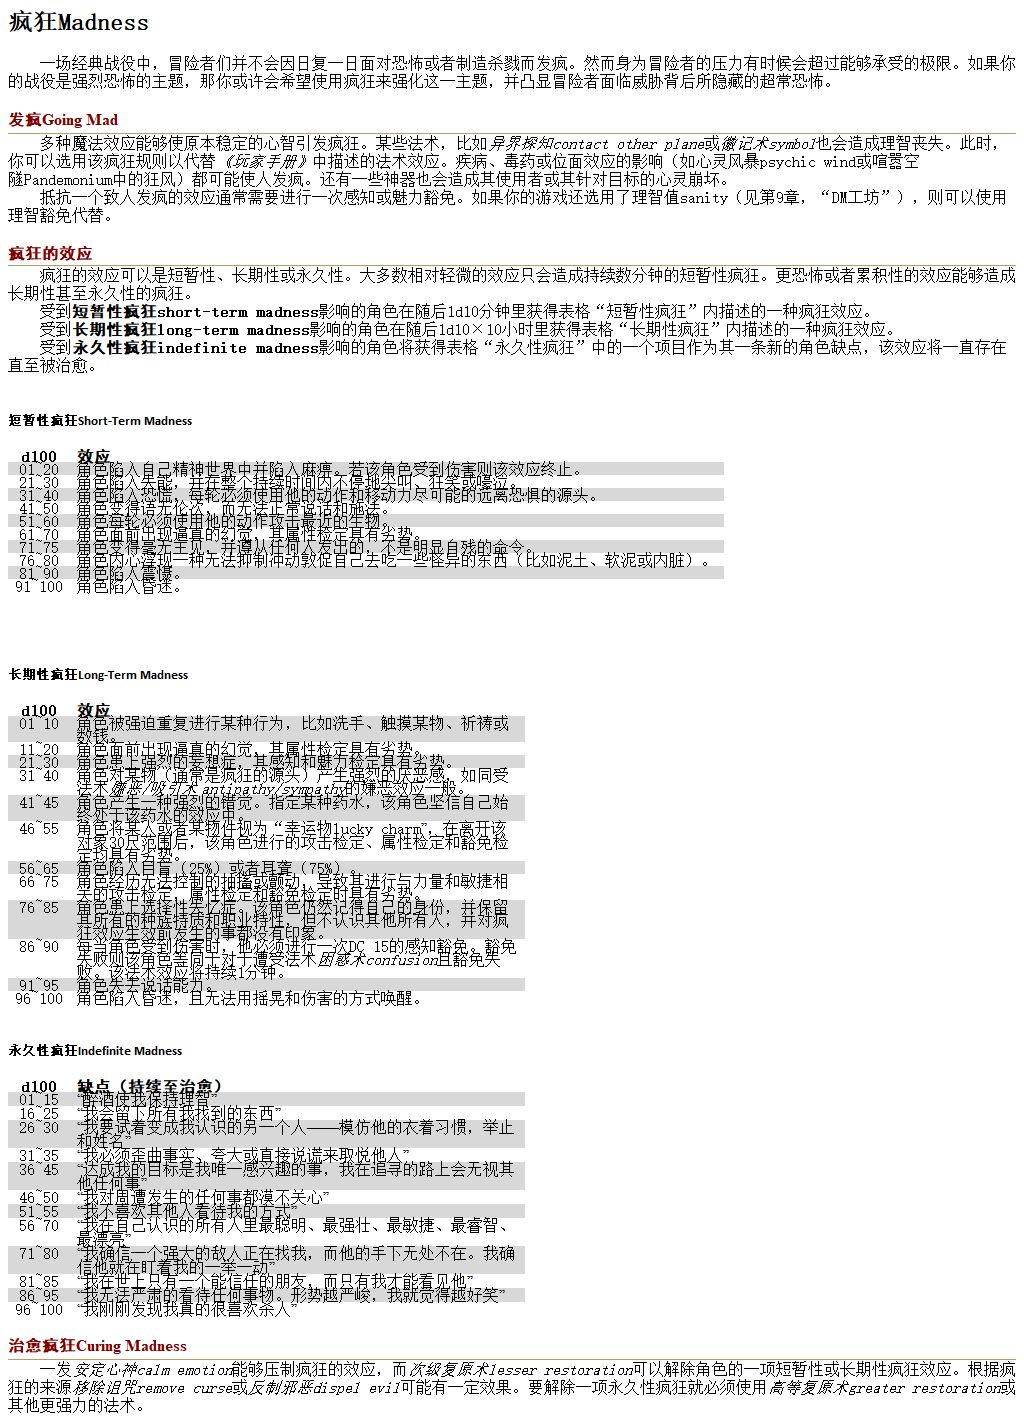 疯狂Madness
一场经典战役中，冒险者们并不会因日复一日面对恐怖或者制造杀戮而发疯。然而身为冒险者的压力有时候会超过能够承受的极限。如果你
的战役是强烈恐怖的主题，那你或许会希望使用疯狂来强化这一主题，并凸显冒险者面临威胁背后所隐藏的超常恐怖。
发疯Going Mad
多种魔法效应能够使原本稳定的心智引发疯狂。某些法术，比如异界探知contact other plane或徽记术symbol也会造成理智丧失。此时，
你可以选用该疯狂规则以代替《玩家手册》中描述的法术效应。疾病、毒药或位面效应的影响（如心灵风暴psychic wind或喧嚣空
隧Pandemonium中的狂风）都可能使人发疯。还有一些神器也会造成其使用者或其针对目标的心灵崩坏。
抵抗一个致人发疯的效应通常需要进行一次感知或魅力豁免。如果你的游戏还选用了理智值sanity（见第9章，“DM工坊”），则可以使用
理智豁免代替。
疯狂的效应
疯狂的效应可以是短暂性、长期性或永久性。大多数相对轻微的效应只会造成持续数分钟的短暂性疯狂。更恐怖或者累积性的效应能够造成
长期性甚至永久性的疯狂。
受到短暂性疯狂short-term madness影响的角色在随后1d10分钟里获得表格“短暂性疯狂”内描述的一种疯狂效应。
受到长期性疯狂long-term madness影响的角色在随后1d10×10小时里获得表格“长期性疯狂”内描述的一种疯狂效应。
受到永久性疯狂indefinite madness影响的角色将获得表格“永久性疯狂”中的一个项目作为其一条新的角色缺点，该效应将一直存在
直至被治愈。
短暂性疯狂Short-Term Madness
d100 效应
01~20 角色陷入自己精神世界中并陷入麻痹。若该角色受到伤害则该效应终止。
21~30 角色陷入失能，并在整个持续时间内不停地尖叫、狂笑或嚎泣。
31~40 角色陷入恐慌，每轮必须使用他的动作和移动力尽可能的远离恐惧的源头。
41~50 角色变得语无伦次，而无法正常说话和施法。
51~60 角色每轮必须使用他的动作攻击最近的生物。
61~70 角色面前出现逼真的幻觉，其属性检定具有劣势。
71~75 角色变得毫无主见，并遵从任何人发出的，不是明显自残的命令。
76~80 角色内心浮现一种无法抑制冲动敦促自己去吃一些怪异的东西（比如泥土、软泥或内脏）。
81~90 角色陷入震慑。
91~100 角色陷入昏迷。
长期性疯狂Long-Term Madness
d100 效应
01~10 角色被强迫重复进行某种行为，比如洗手、触摸某物、祈祷或
数钱。
11~20 角色面前出现逼真的幻觉，其属性检定具有劣势。
21~30 角色患上强烈的妄想症，其感知和魅力检定具有劣势。
31~40 角色对某物（通常是疯狂的源头）产生强烈的厌恶感，如同受
法术嫌恶/吸引术 antipathy/sympathy的嫌恶效应一般。
41~45 角色产生一种强烈的错觉。指定某种药水，该角色坚信自己始
终处于该药水的效应中。
46~55 角色将某人或者某物件视为“幸运物lucky charm”，在离开该
对象30尺范围后，该角色进行的攻击检定、属性检定和豁免检
定均具有劣势。
56~65 角色陷入目盲（25%）或者耳聋（75%）。
66~75 角色经历无法控制的抽搐或颤动，导致其进行与力量和敏捷相
关的攻击检定，属性检定和豁免检定时具有劣势。
76~85 角色患上选择性失忆症。该角色仍然记得自己的身份，并保留
其所有的种族特质和职业特性，但不认识其他所有人，并对疯
狂效应生效前发生的事都没有印象。
86~90 每当角色受到伤害时，他必须进行一次DC 15的感知豁免。豁免
失败则该角色等同于对于遭受法术困惑术confusion且豁免失
败。该法术效应将持续1分钟。
91~95 角色失去说话能力。
96~100 角色陷入昏迷，且无法用摇晃和伤害的方式唤醒。
永久性疯狂Indefinite Madness
d100 缺点（持续至治愈）
01~15 “醉酒使我保持理智”
16~25 “我会留下所有我找到的东西”
26~30 “我要试着变成我认识的另一个人——模仿他的衣着习惯，举止
和姓名”
31~35 “我必须歪曲事实、夸大或直接说谎来取悦他人”
36~45 “达成我的目标是我唯一感兴趣的事，我在追寻的路上会无视其
他任何事”
46~50 “我对周遭发生的任何事都漠不关心”
51~55 “我不喜欢其他人看待我的方式”
56~70 “我在自己认识的所有人里最聪明、最强壮、最敏捷、最睿智、
最漂亮”
71~80 “我确信一个强大的敌人正在找我，而他的手下无处不在。我确
信他就在盯着我的一举一动”
81~85 “我在世上只有一个能信任的朋友，而只有我才能看见他”
86~95 “我无法严肃的看待任何事物。形势越严峻，我就觉得越好笑”
96~100 “我刚刚发现我真的很喜欢杀人”
治愈疯狂Curing Madness
一发安定心神calm emotion能够压制疯狂的效应，而次级复原术lesser restoration可以解除角色的一项短暂性或长期性疯狂效应。根据疯
狂的来源移除诅咒remove curse或反制邪恶dispel evil可能有一定效果。要解除一项永久性疯狂就必须使用高等复原术greater restoration或
其他更强力的法术。